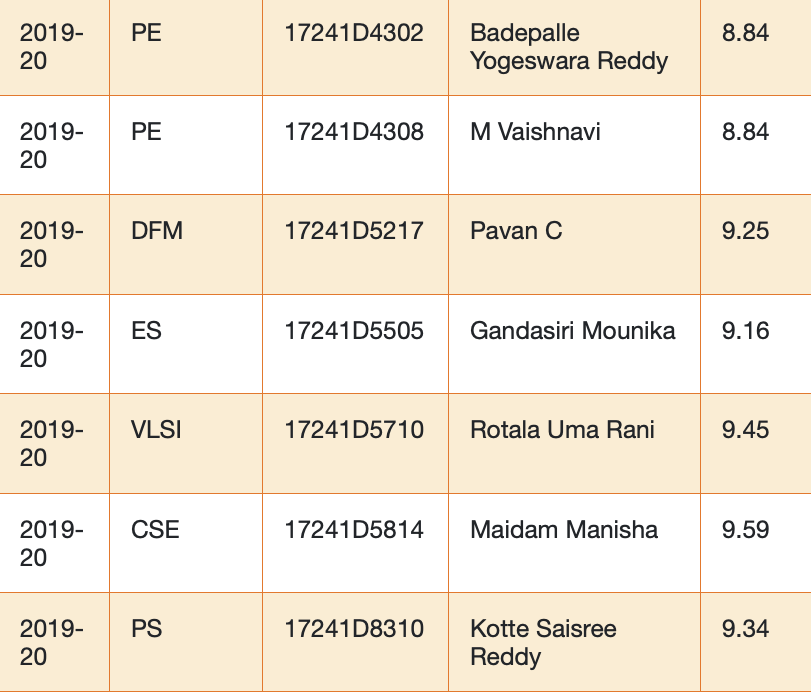 2019-20 PE 17241D4302 Badepalle Yogeswara Reddy 8.84
2019-20 PE 17241D4308 M Vaishnavi 8.84
2019-20 DFM 17241D5217 Pavan C 9.25
2019-20 ES 17241D5505 Gandasiri Mounika 9.16
2019-20 VLSI 17241D5710 Rotala Uma Rani 9.45
2019-20 CSE 17241D5814 Maidam Manisha 9.59
2019-20 PS 17241D8310 Kotte Saisree Reddy 9.34